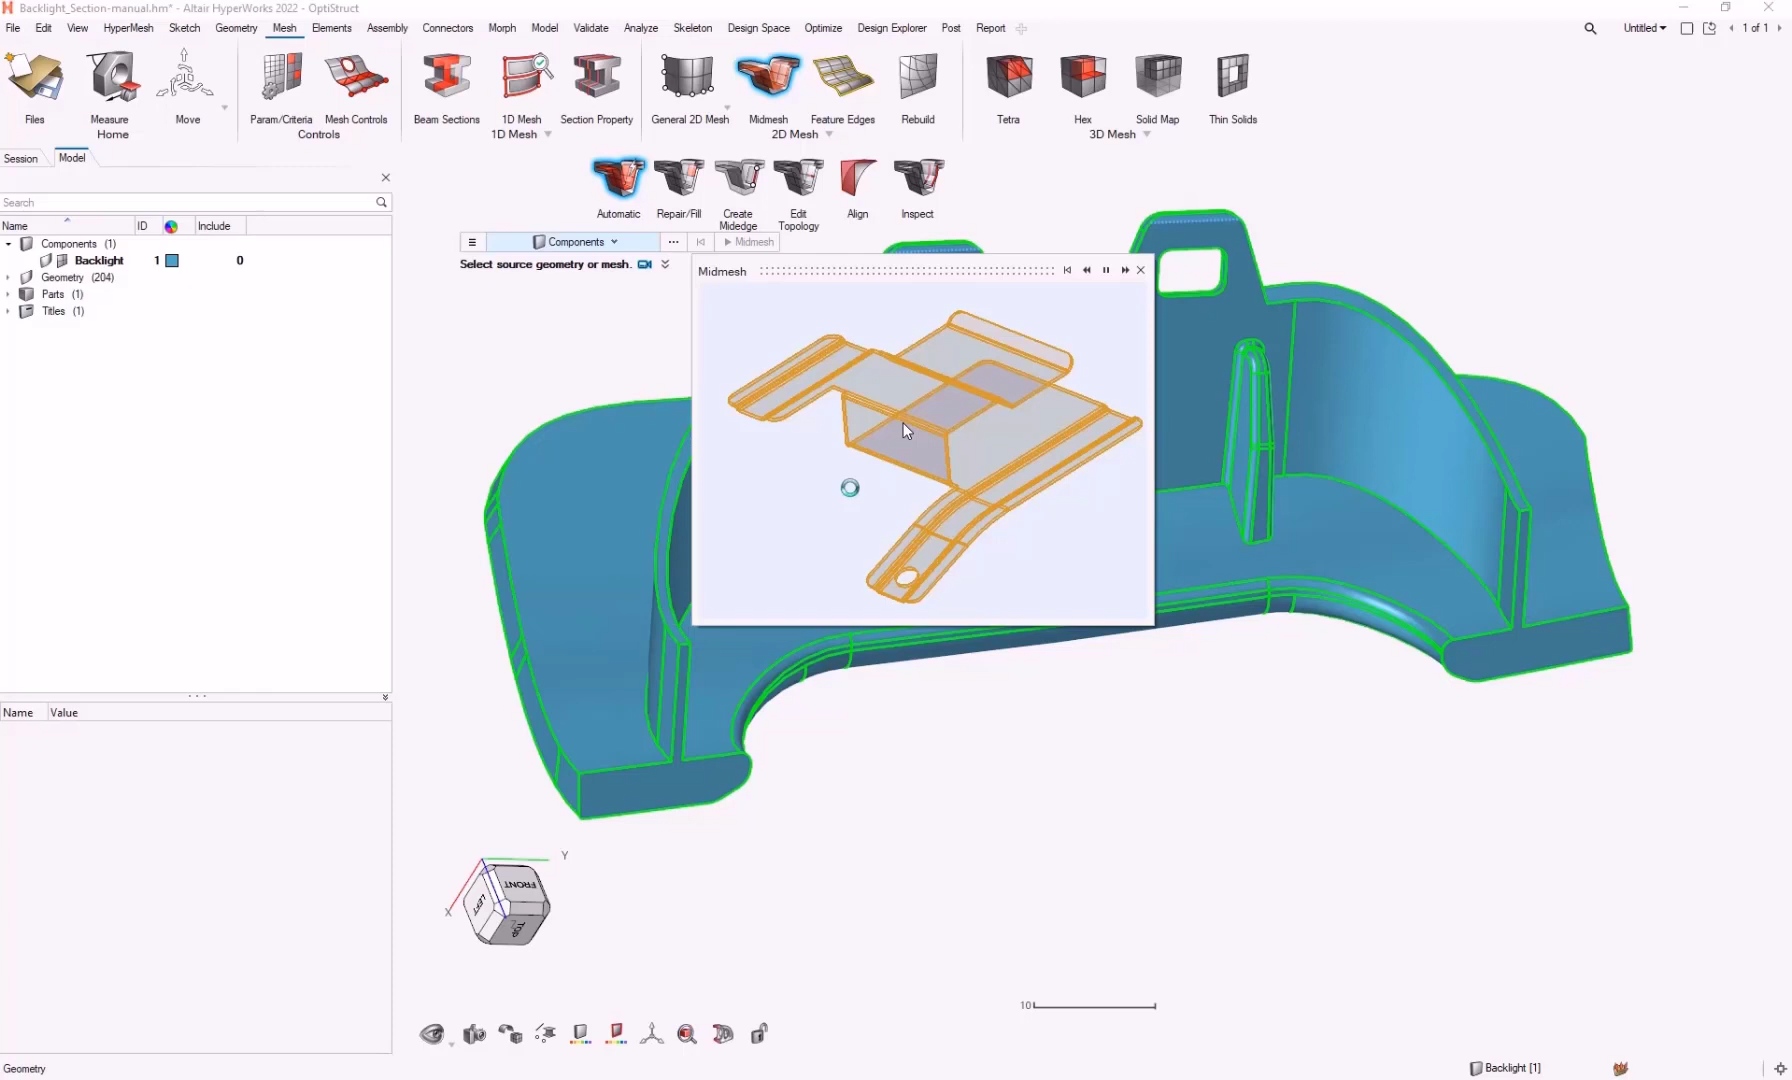 Backlight_Section-manual.hm* - Altair HyperWorks 2022 - OptiStruct
File Edit View HyperMesh Sketch Geometry Mesh Elements Assembly Connectors Morph Model Validate Analyze Skeleton Design Space Optimize Design Explorer Post Report Untitled 1 of 1
Files Measure Move Param/Criteria Mesh Controls Beam Sections 1D Mesh Section Property General 2D Mesh Midmesh Feature Edges Rebuild Tetra Hex Solid Map Thin Solids
Home Controls 1D Mesh 2D Mesh 3D Mesh
Session Model
Search
Automatic Repair/Fill Create Midedge Edit Topology Align Inspect
Name ID Include
Components ... Midmesh
Components (1)
Backlight 1 0
Select source geometry or mesh.
Midmesh
Geometry (204)
Parts (1)
Titles (1)
Name Value
Y
X
FRONT
LEFT
TOP
10
Geometry
Backlight [1]